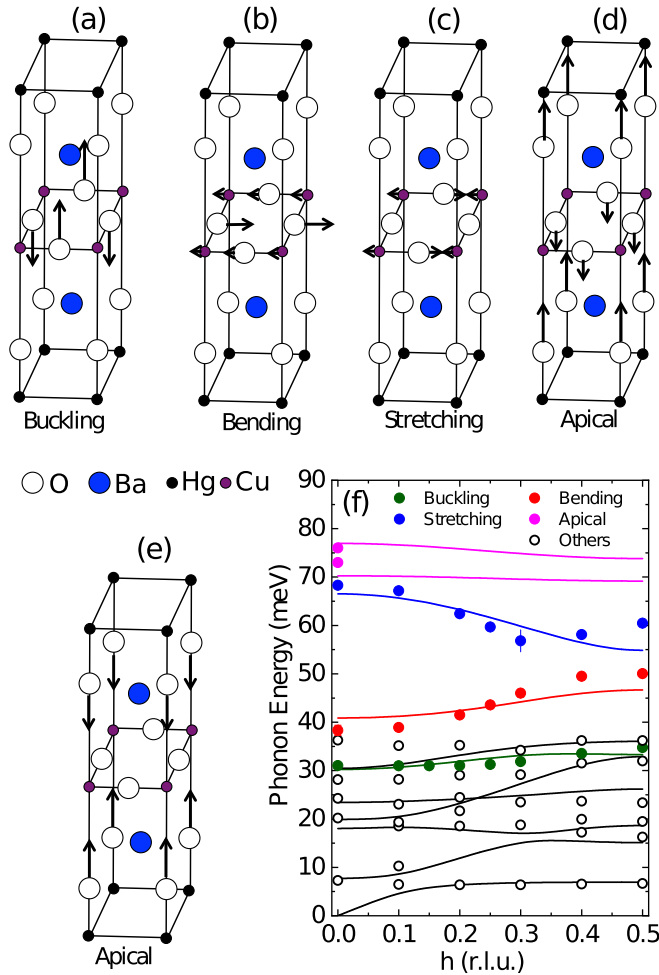 (a)
(b)
(c)
(d)
Buckling
Bending
Stretching
Apical
O Ba Hg Cu
(e)
Apical
(f)
Buckling Bending
Stretching Apical
Others
Phonon Energy (meV)
90
80
70
60
50
40
30
20
10
0
0.0 0.1 0.2 0.3 0.4 0.5
h (r.l.u.)